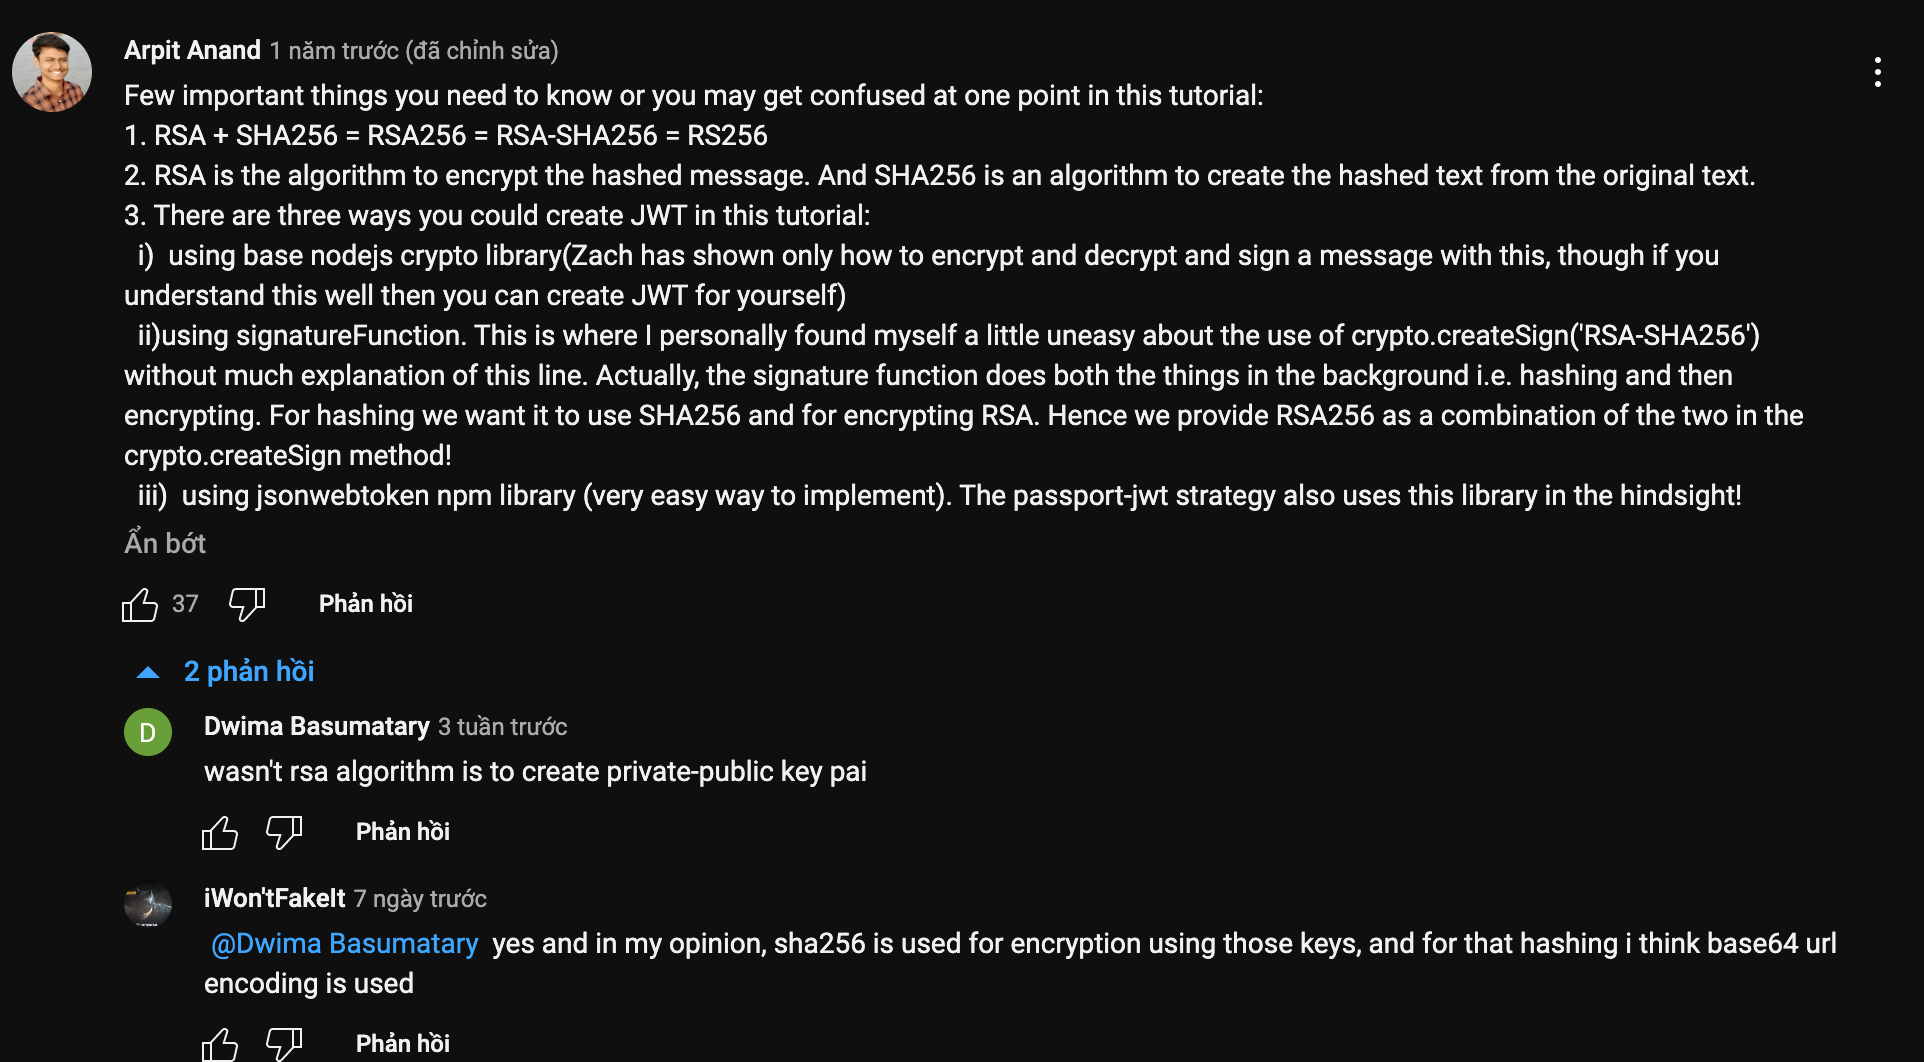 Arpit Anand 1 năm trước (đã chỉnh sửa)
Few important things you need to know or you may get confused at one point in this tutorial:
1. RSA + SHA256 = RSA256 = RSA-SHA256 = RS256
2. RSA is the algorithm to encrypt the hashed message. And SHA256 is an algorithm to create the hashed text from the original text.
3. There are three ways you could create JWT in this tutorial:
i) using base nodejs crypto library(Zach has shown only how to encrypt and decrypt and sign a message with this, though if you
understand this well then you can create JWT for yourself)
ii)using signatureFunction. This is where I personally found myself a little uneasy about the use of crypto.createSign('RSA-SHA256')
without much explanation of this line. Actually, the signature function does both the things in the background i.e. hashing and then
encrypting. For hashing we want it to use SHA256 and for encrypting RSA. Hence we provide RSA256 as a combination of the two in the
crypto.createSign method!
iii) using jsonwebtoken npm library (very easy way to implement). The passport-jwt strategy also uses this library in the hindsight!
Ẩn bớt
37 Phản hồi
2 phản hồi
D
Dwima Basumatary 3 tuần trước
wasn't rsa algorithm is to create private-public key pai
Phản hồi
iWon'tFakeIt 7 ngày trước
@Dwima Basumatary yes and in my opinion, sha256 is used for encryption using those keys, and for that hashing i think base64 url
encoding is used
Phản hồi